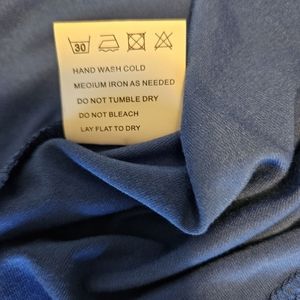 30
HAND WASH COLD
MEDIUM IRON AS NEEDED
DO NOT TUMBLE DRY
DO NOT BLEACH
LAY FLAT TO DRY